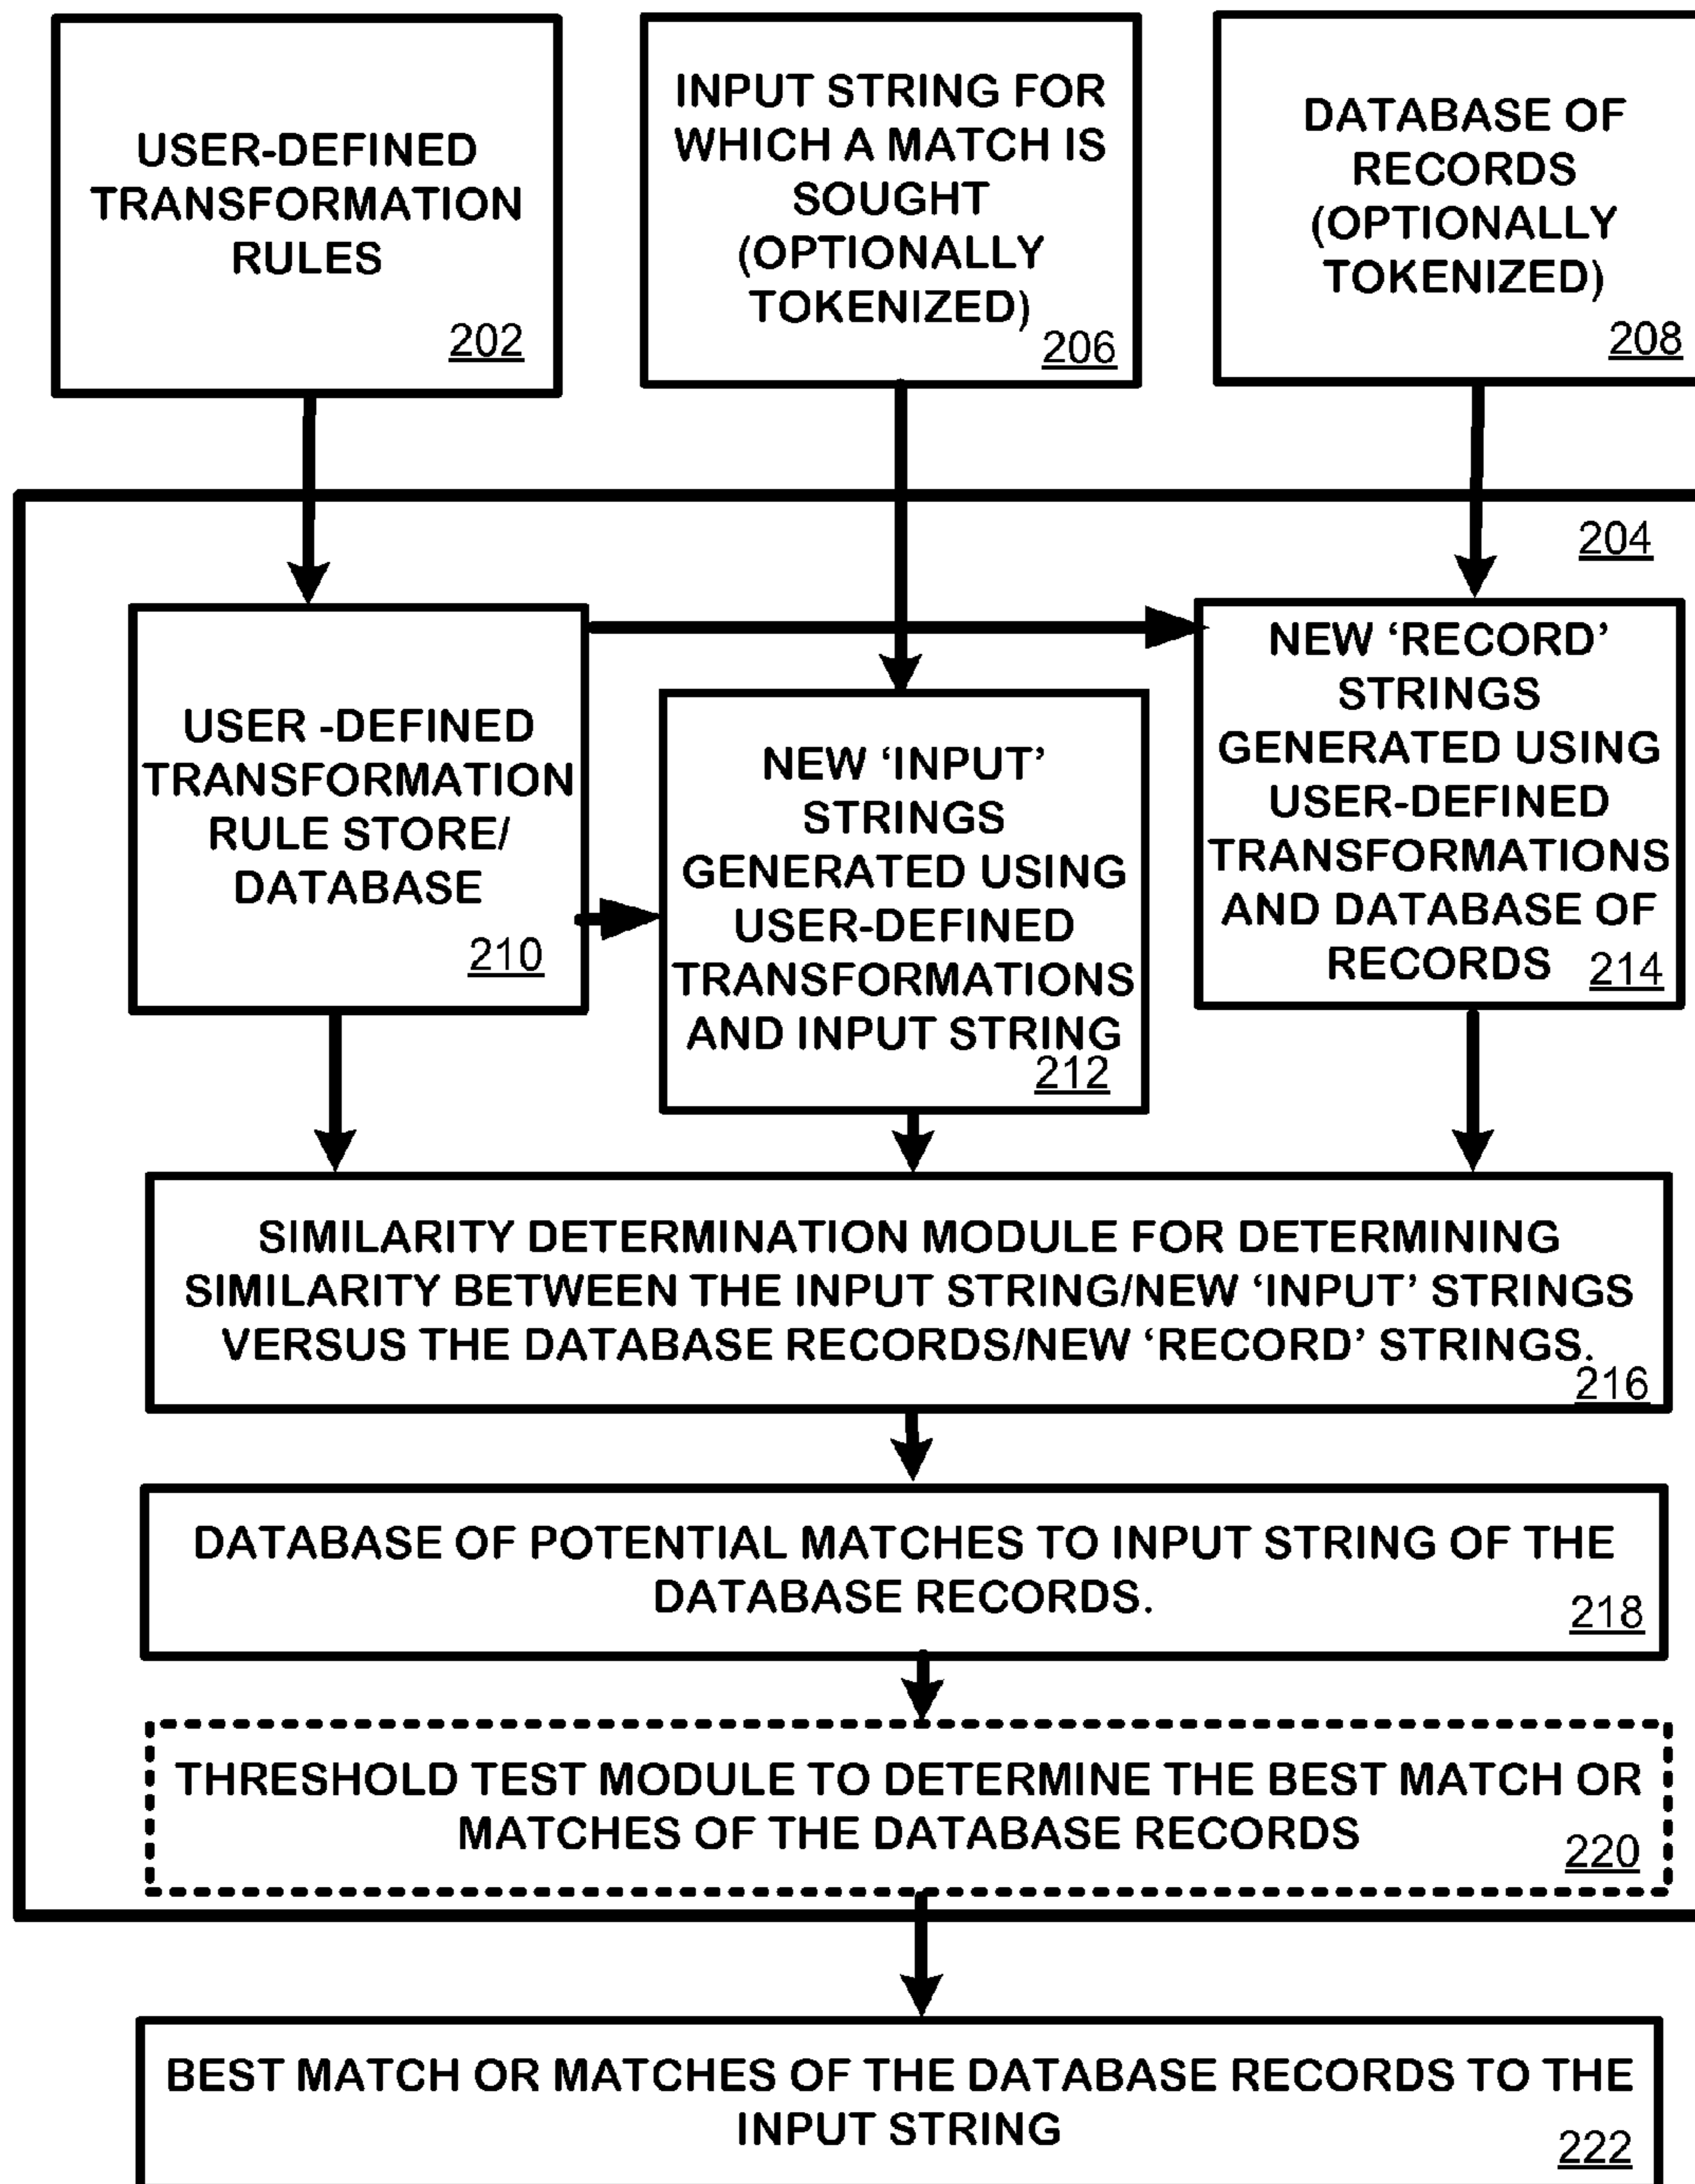 USER-DEFINED
TRANSFORMATION
RULES
202
INPUT STRING FOR
WHICH A MATCH IS
SOUGHT
(OPTIONALLY
TOKENIZED)
206
DATABASE OF
RECORDS
(OPTIONALLY
TOKENIZED)
208
204
USER -DEFINED
TRANSFORMATION
RULE STORE/
DATABASE
210
NEW ‘INPUT’
STRINGS
GENERATED USING
USER-DEFINED
TRANSFORMATIONS
AND INPUT STRING
212
NEW ‘RECORD’
STRINGS
GENERATED USING
USER-DEFINED
TRANSFORMATIONS
AND DATABASE OF
RECORDS 214
SIMILARITY DETERMINATION MODULE FOR DETERMINING
SIMILARITY BETWEEN THE INPUT STRING/NEW ‘INPUT’ STRINGS
VERSUS THE DATABASE RECORDS/NEW ‘RECORD’ STRINGS.
216
DATABASE OF POTENTIAL MATCHES TO INPUT STRING OF THE
DATABASE RECORDS.
218
THRESHOLD TEST MODULE TO DETERMINE THE BEST MATCH OR
MATCHES OF THE DATABASE RECORDS
220
BEST MATCH OR MATCHES OF THE DATABASE RECORDS TO THE
INPUT STRING
222